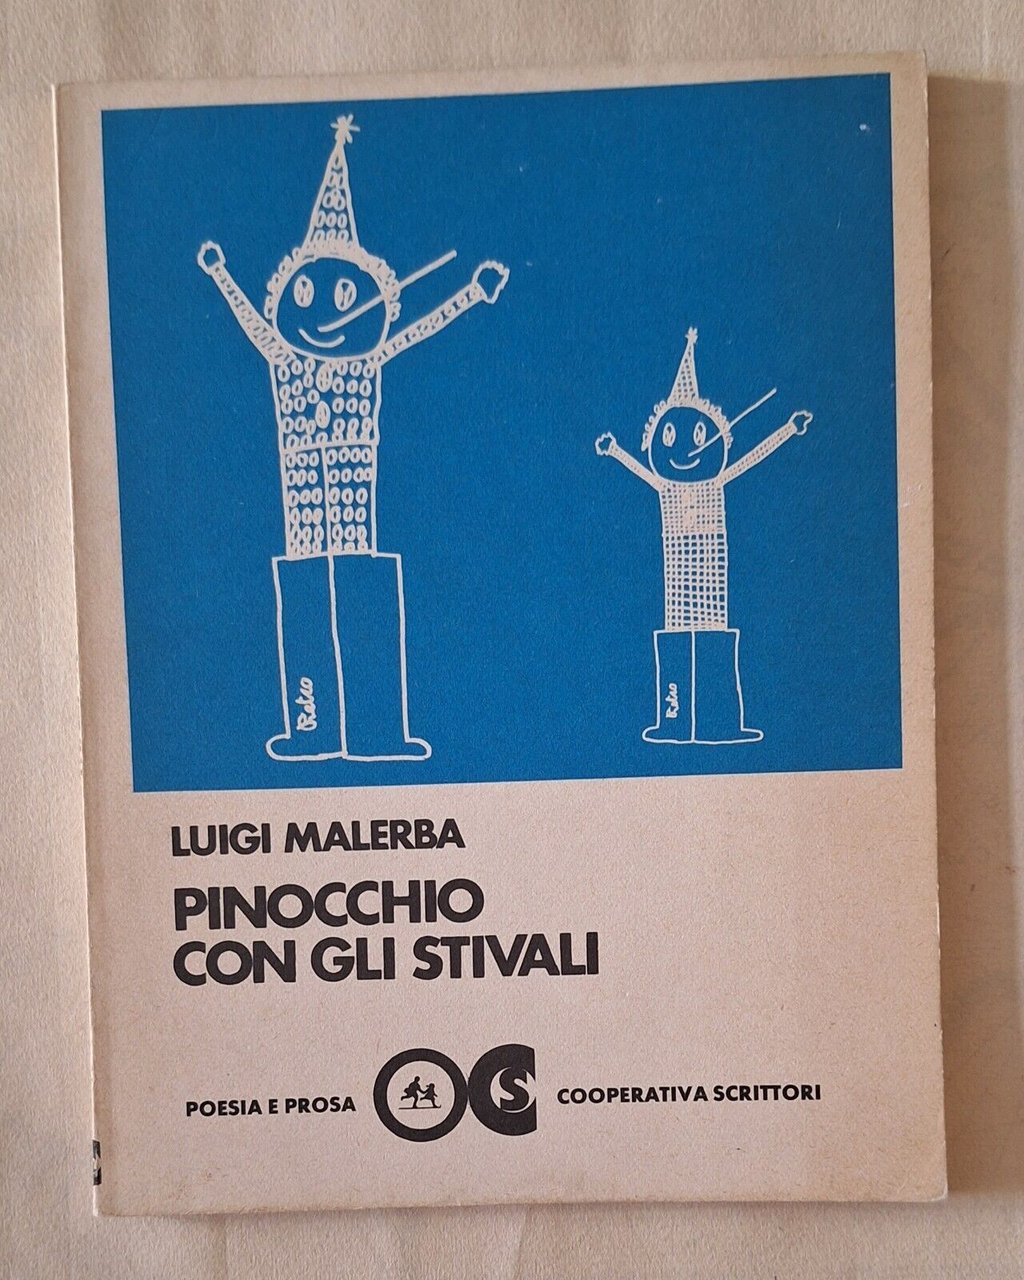 LUIGI MALERBA
PINOCCHIO
CON GLI STIVALI
POESIA E PROSA
CS
COOPERATIVA SCRITTORI